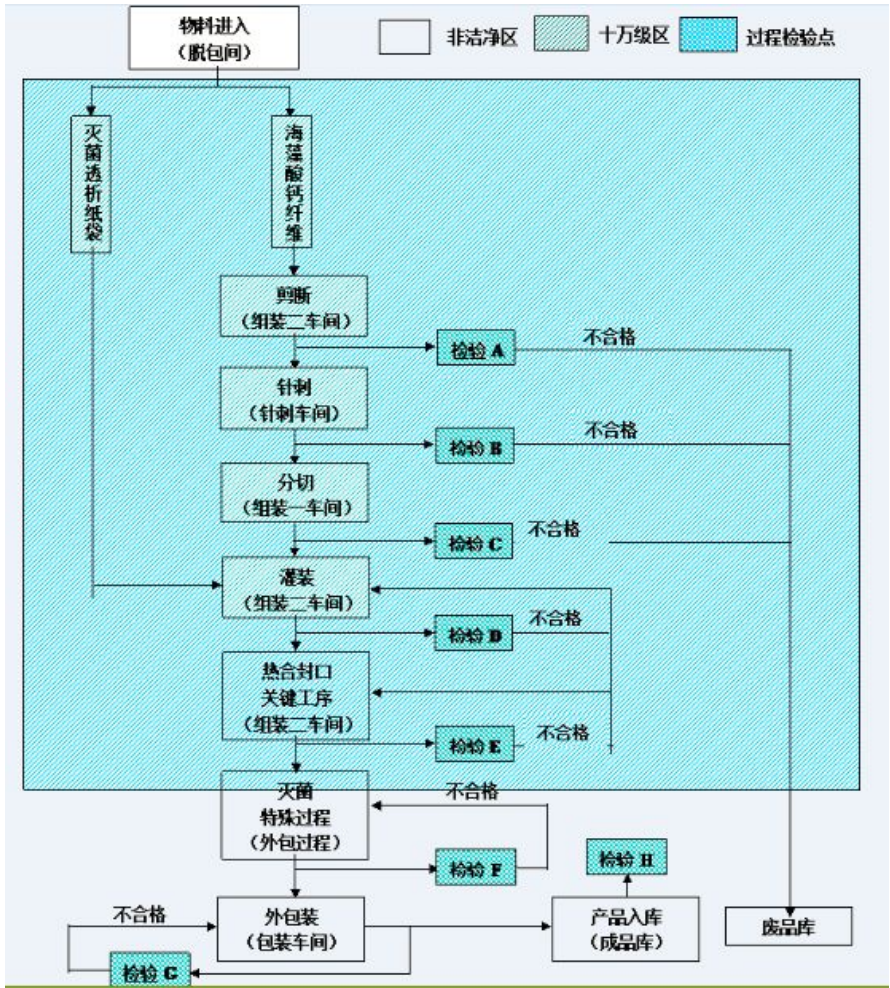 物料进入
（脱包间）
非洁净区
十万级区
过程检验点
灭菌透析纸袋
海藻酸钙纤维
剪断
（组装二车间）
检验 A
不合格
针刺
（针刺车间）
检验 B
不合格
分切
（组装一车间）
检验 C
不合格
灌装
（组装二车间）
检验 D
不合格
热合封口
关键工序
（组装二车间）
检验 E
不合格
灭菌
特殊过程
（外包过程）
不合格
检验 F
检验 H
不合格
外包装
（包装车间）
产品入库
（成品库）
废品库
检验 G